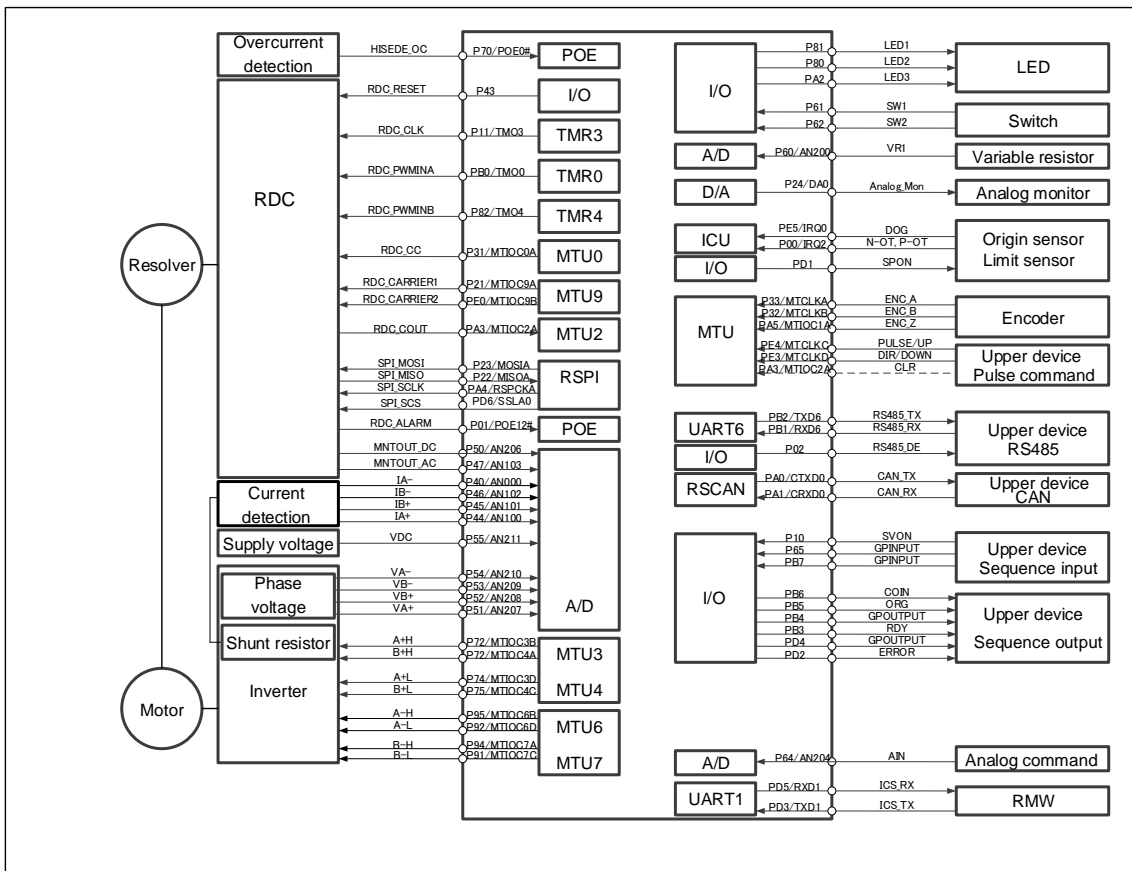 Overcurrent
detection
HISEDE_OC
P70/POE0#
POE
RDC
RDC_RESET
P43
I/O
RDC_CLK
P11/TMO3
TMR3
RDC_PWMINA
PB0/TMO0
TMR0
RDC_PWMINB
P82/TMO4
TMR4
RDC_CC
P31/MTIOC0A
MTU0
RDC_CARRIER1
P21/MTIOC9A
RDC_CARRIER2
PE0/MTIOC9B
MTU9
RDC_COUT
PA3/MTIOC2A
MTU2
SPI_MOSI
P23/MOSIA
SPI_MISO
P22/MISOA
SPI_SCLK
PA4/RSPCKA
SPI_SCS
PD6/SSLA0
RSPI
RDC_ALARM
P01/POE12#
POE
MNTOUT_DC
P50/AN206
MNTOUT_AC
P47/AN103
Resolver
Motor
Current
detection
IA-
P40/AN000
IB-
P46/AN102
IB+
P45/AN101
IA+
P44/AN100
Supply voltage
VDC
P55/AN211
Phase
voltage
VA-
P54/AN210
VB-
P53/AN209
VB+
P52/AN208
VA+
P51/AN207
A/D
Shunt resistor
Inverter
A+H
P72/MTIOC3B
B+H
P72/MTIOC4A
MTU3
A+L
P74/MTIOC3D
B+L
P75/MTIOC4C
MTU4
A-H
P95/MTIOC6B
A-L
P92/MTIOC6D
MTU6
B-H
P94/MTIOC7A
B-L
P91/MTIOC7C
MTU7
I/O
P81
LED1
P80
LED2
PA2
LED3
LED
P61
SW1
P62
SW2
Switch
A/D
P60/AN200
VR1
Variable resistor
D/A
P24/DA0
Analog_Mon
Analog monitor
ICU
PE5/IRQ0
DOG
P00/IRQ2
N-OT, P-OT
I/O
PD1
SPON
Origin sensor
Limit sensor
MTU
P33/MTCLKA
ENC_A
P32/MTCLKB
ENC_B
PA5/MTIOC1A
ENC_Z
Encoder
PE4/MTCLKC
PULSE/UP
PE3/MTCLKD
DIR/DOWN
PA3/MTIOC2A
CLR
Upper device
Pulse command
UART6
PB2/TXD6
RS485_TX
PB1/RXD6
RS485_RX
I/O
P02
RS485_DE
Upper device
RS485
RSCAN
PA0/CTXD0
CAN_TX
PA1/CRXD0
CAN_RX
Upper device
CAN
I/O
P10
SVON
P65
GPINPUT
PB7
GPINPUT
Upper device
Sequence input
PB6
COIN
PB5
ORG
PB4
GPOUTPUT
PB3
RDY
PD4
GPOUTPUT
PD2
ERROR
Upper device
Sequence output
A/D
P64/AN204
AIN
Analog command
UART1
PD5/RXD1
ICS_RX
PD3/TXD1
ICS_TX
RMW